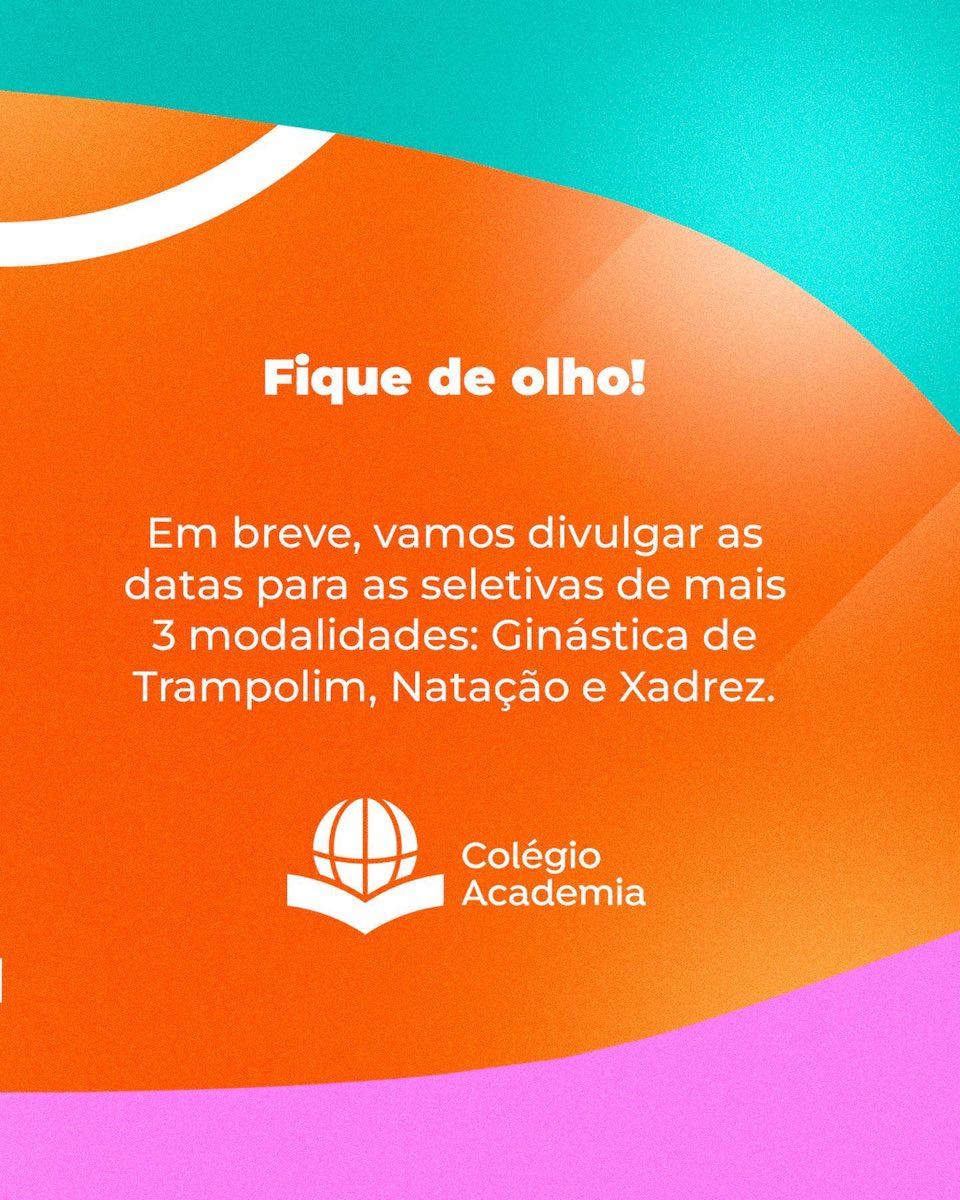 Fique de olho!
Em breve, vamos divulgar as
datas para as seletivas de mais
3 modalidades: Ginástica de
Trampolim, Natação e Xadrez.
Colégio
Academia